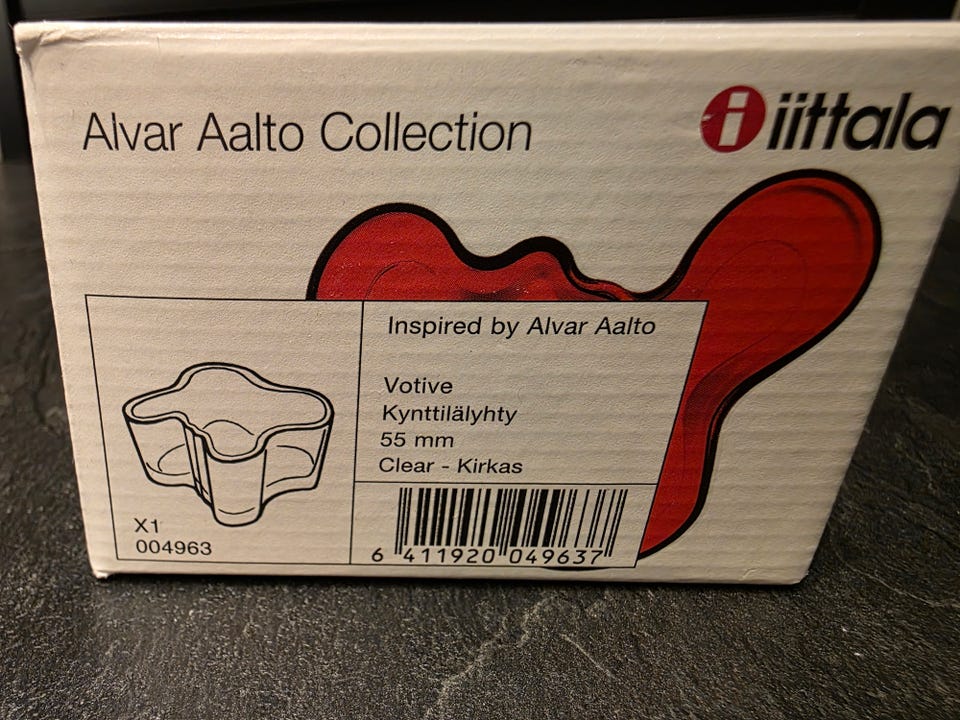 Alvar Aalto Collection
i iittala
Inspired by Alvar Aalto
Votive
Kynttilälyhty
55 mm
Clear - Kirkas
X1
004963
6 411920 049637